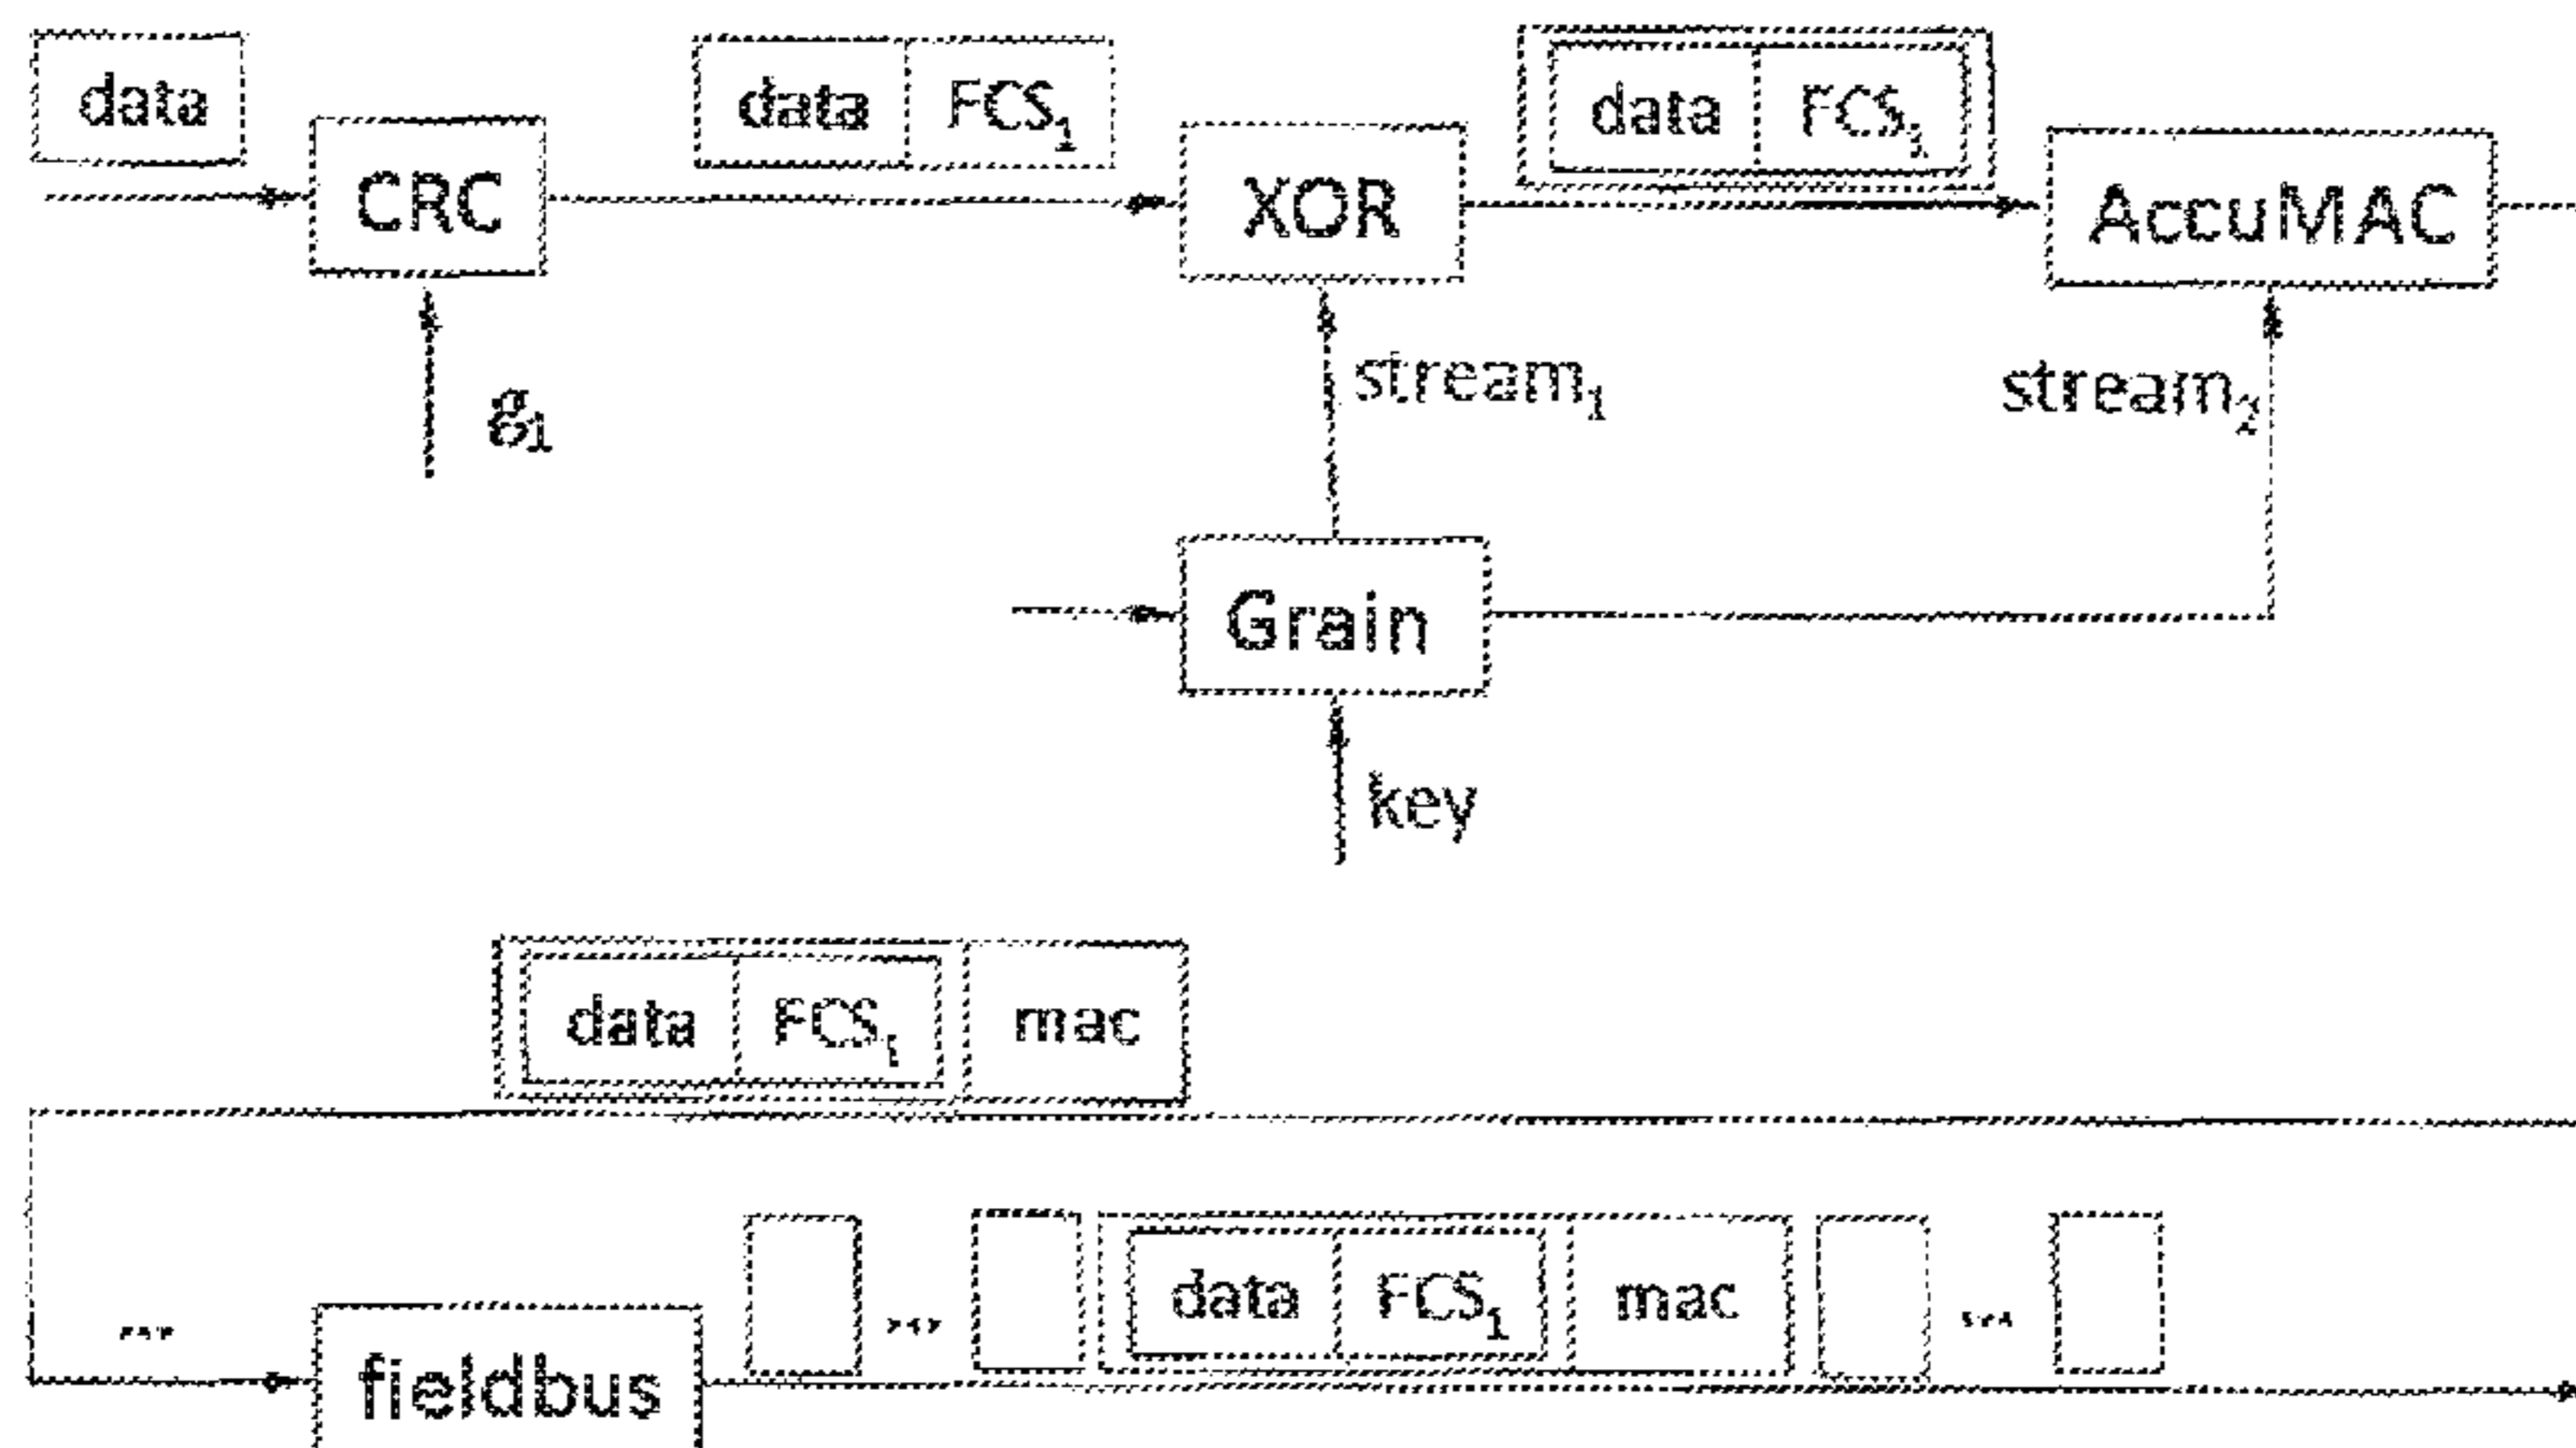 data
data FCS₁
data FCS₁
CRC
XOR
AccuMAC
g₁
stream₁
stream₂
Grain
key
data FCS₁ mac
...
fieldbus
...
data FCS₁ mac
...